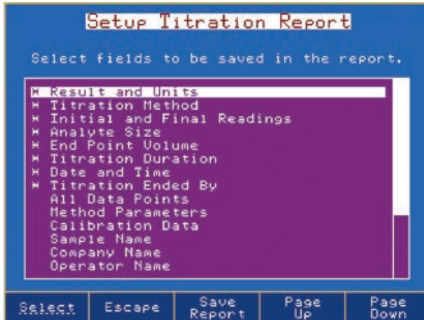 Setup Titration Report
Select fields to be saved in the report.
* Result and Units
* Titration Method
* Initial and Final Readings
* Analyte Size
* End Point Volume
* Titration Duration
* Date and Time
* Titration Ended By
All Data Points
Method Parameters
Calibration Data
Sample Name
Company Name
Operator Name
Select Escape Save Report Page Up Page Down